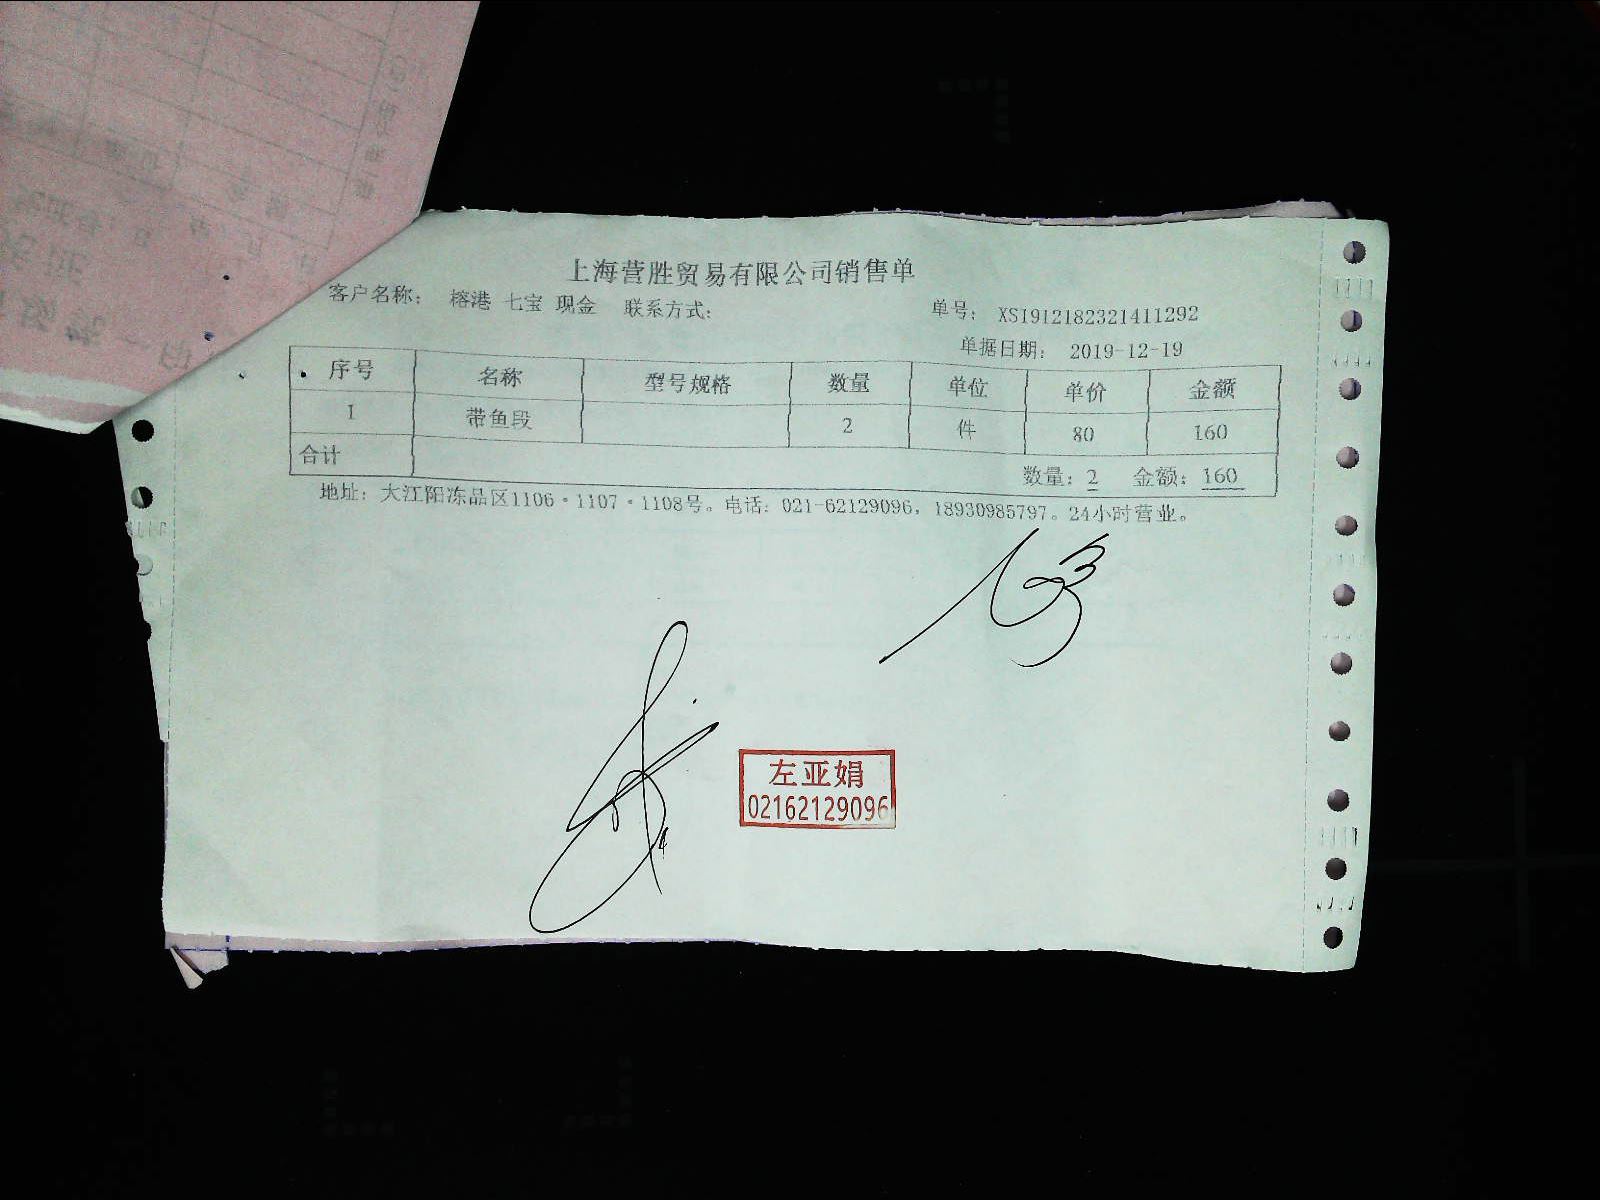 上海营胜贸易有限公司销售单
客户名称： 榕港 七宝 现金 联系方式：
单号： XS1912182321411292
单据日期： 2019-12-19
序号 名称 型号规格 数量 单位 单价 金额
1 带鱼段 2 件 80 160
合计 数量：2 金额：160
地址：大江阳冻品区1106·1107·1108号。电话：021-62129096，18930985797。24小时营业。
左亚娟
02162129096